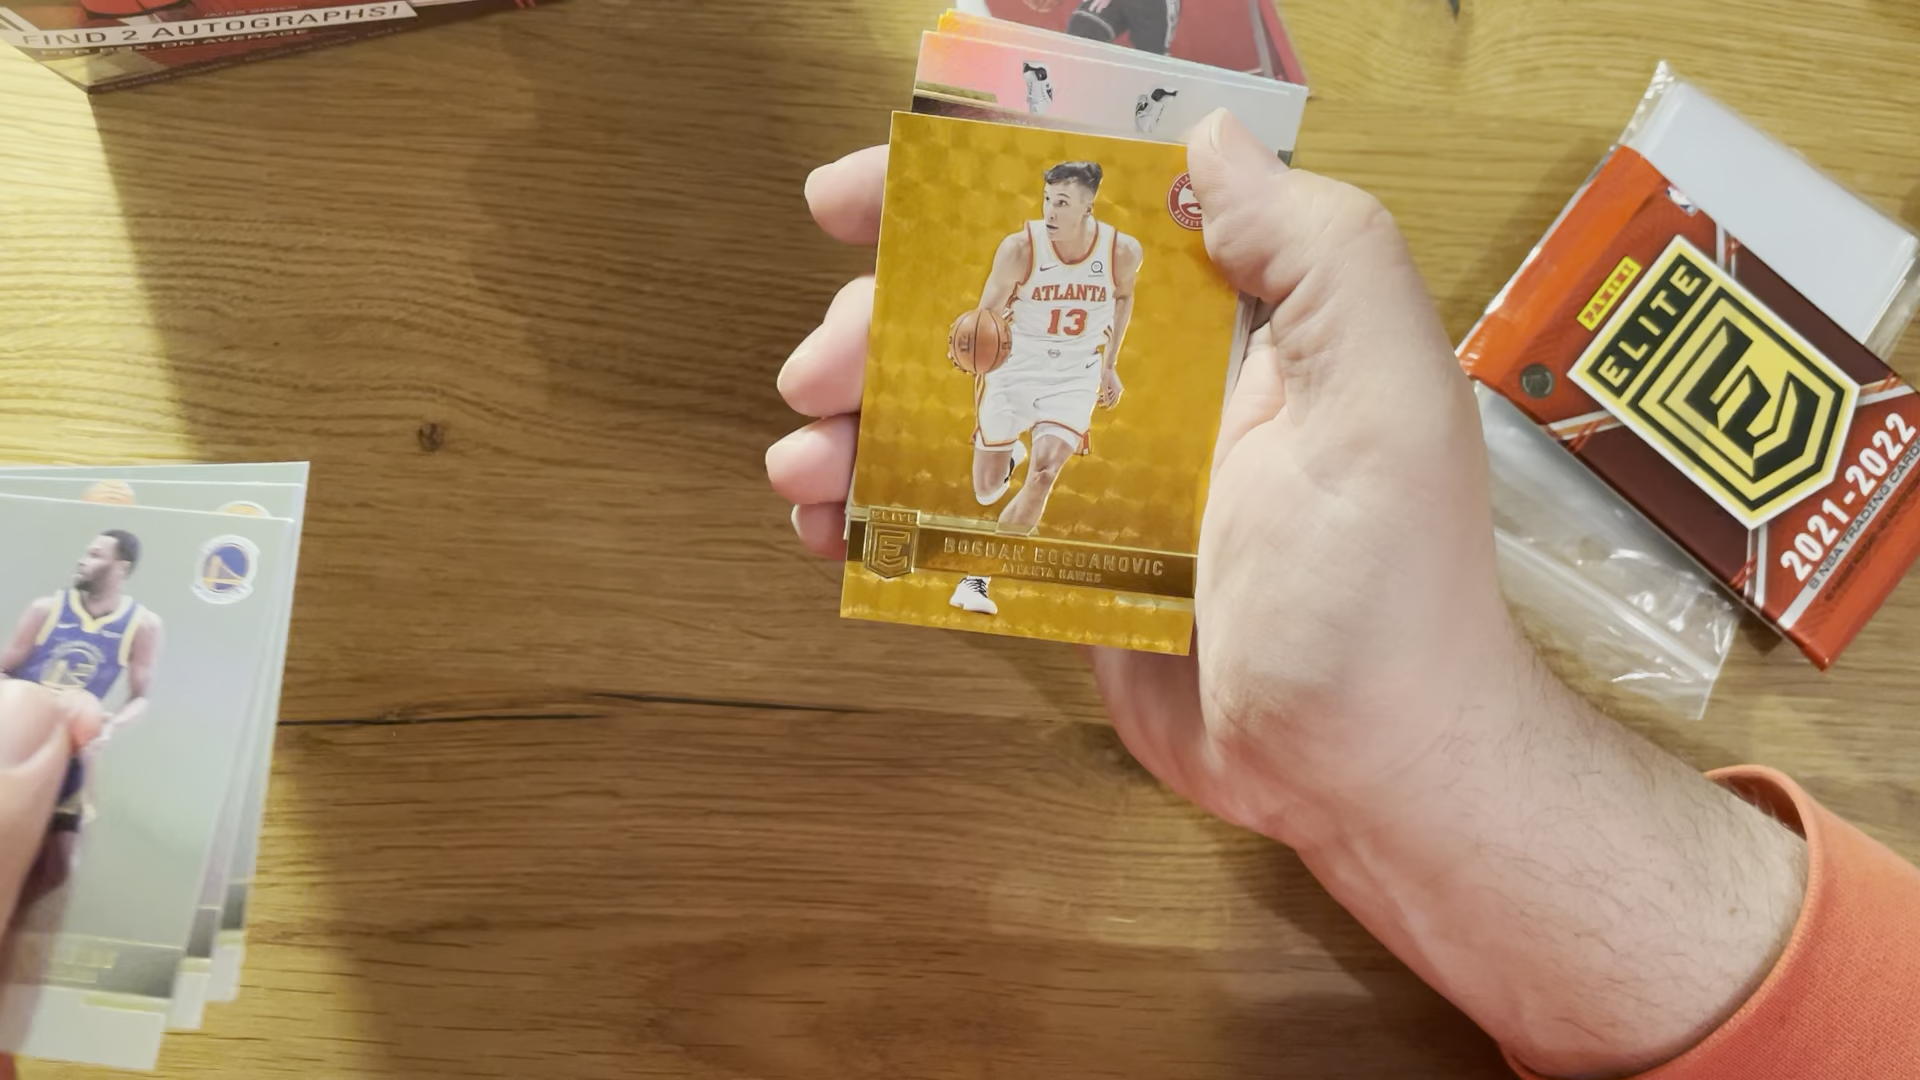 FIND 2 AUTOGRAPHS!
PER BOX, ON AVERAGE
ATLANTA
13
ELITE
BOGDAN BOGDANOVIC
ATLANTA HAWKS
PANINI
ELITE
2021-2022
8 NBA TRADING CARDS